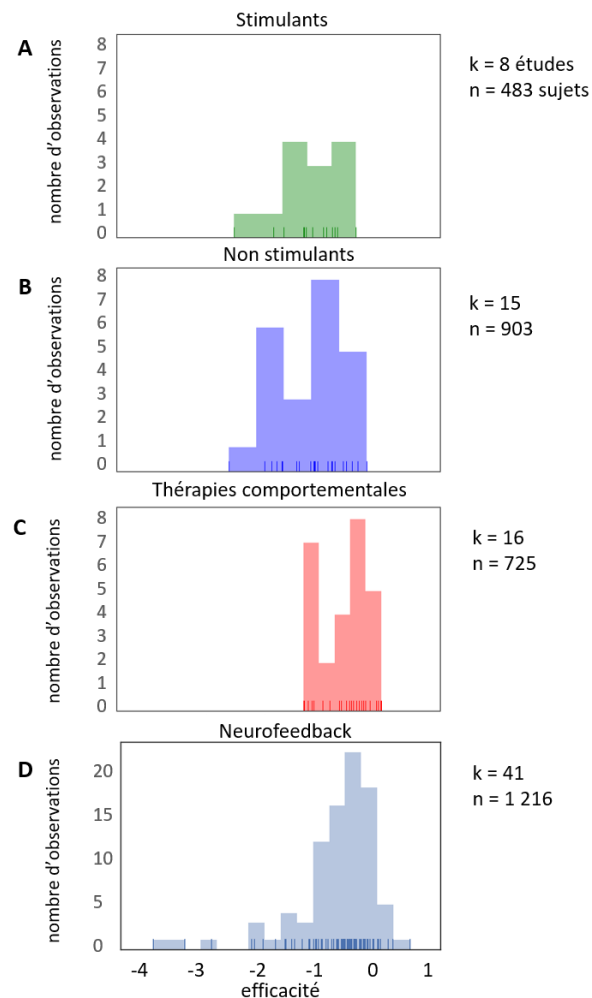 Stimulants
A
nombre d'observations
8
7
6
5
4
3
2
1
0
k = 8 études
n = 483 sujets
Non stimulants
B
nombre d'observations
8
7
6
5
4
3
2
1
0
k = 15
n = 903
Thérapies comportementales
C
nombre d'observations
8
7
6
5
4
3
2
1
0
k = 16
n = 725
Neurofeedback
D
nombre d'observations
20
15
10
5
0
k = 41
n = 1 216
-4 -3 -2 -1 0 1
efficacité